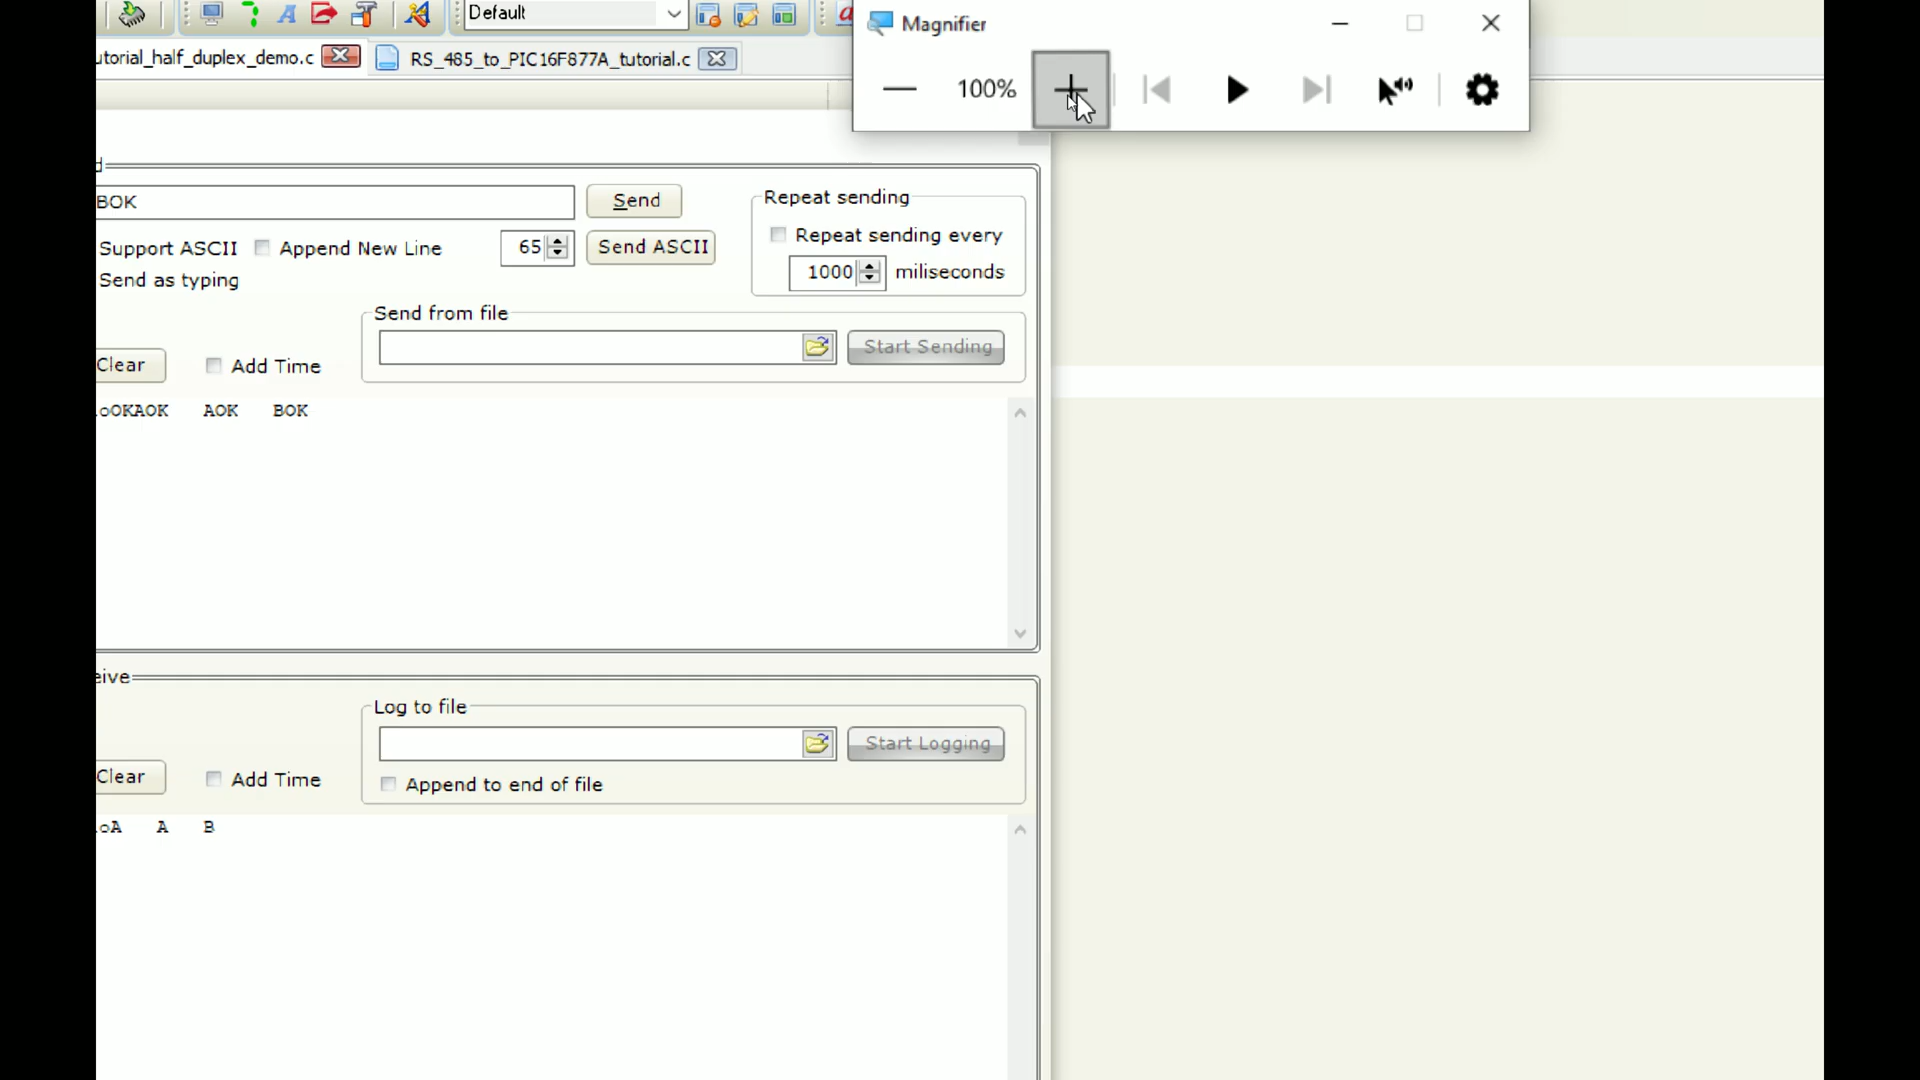 Default
Magnifier
utorial_half_duplex_demo.c
RS_485_to_PIC16F877A_tutorial.c
100%
d
BOK
Send
Repeat sending
Support ASCII
Append New Line
65
Send ASCII
Repeat sending every
Send as typing
1000
miliseconds
Send from file
Start Sending
Clear
Add Time
.oOKAOK AOK BOK
eive
Log to file
Start Logging
Clear
Add Time
Append to end of file
.oA A B